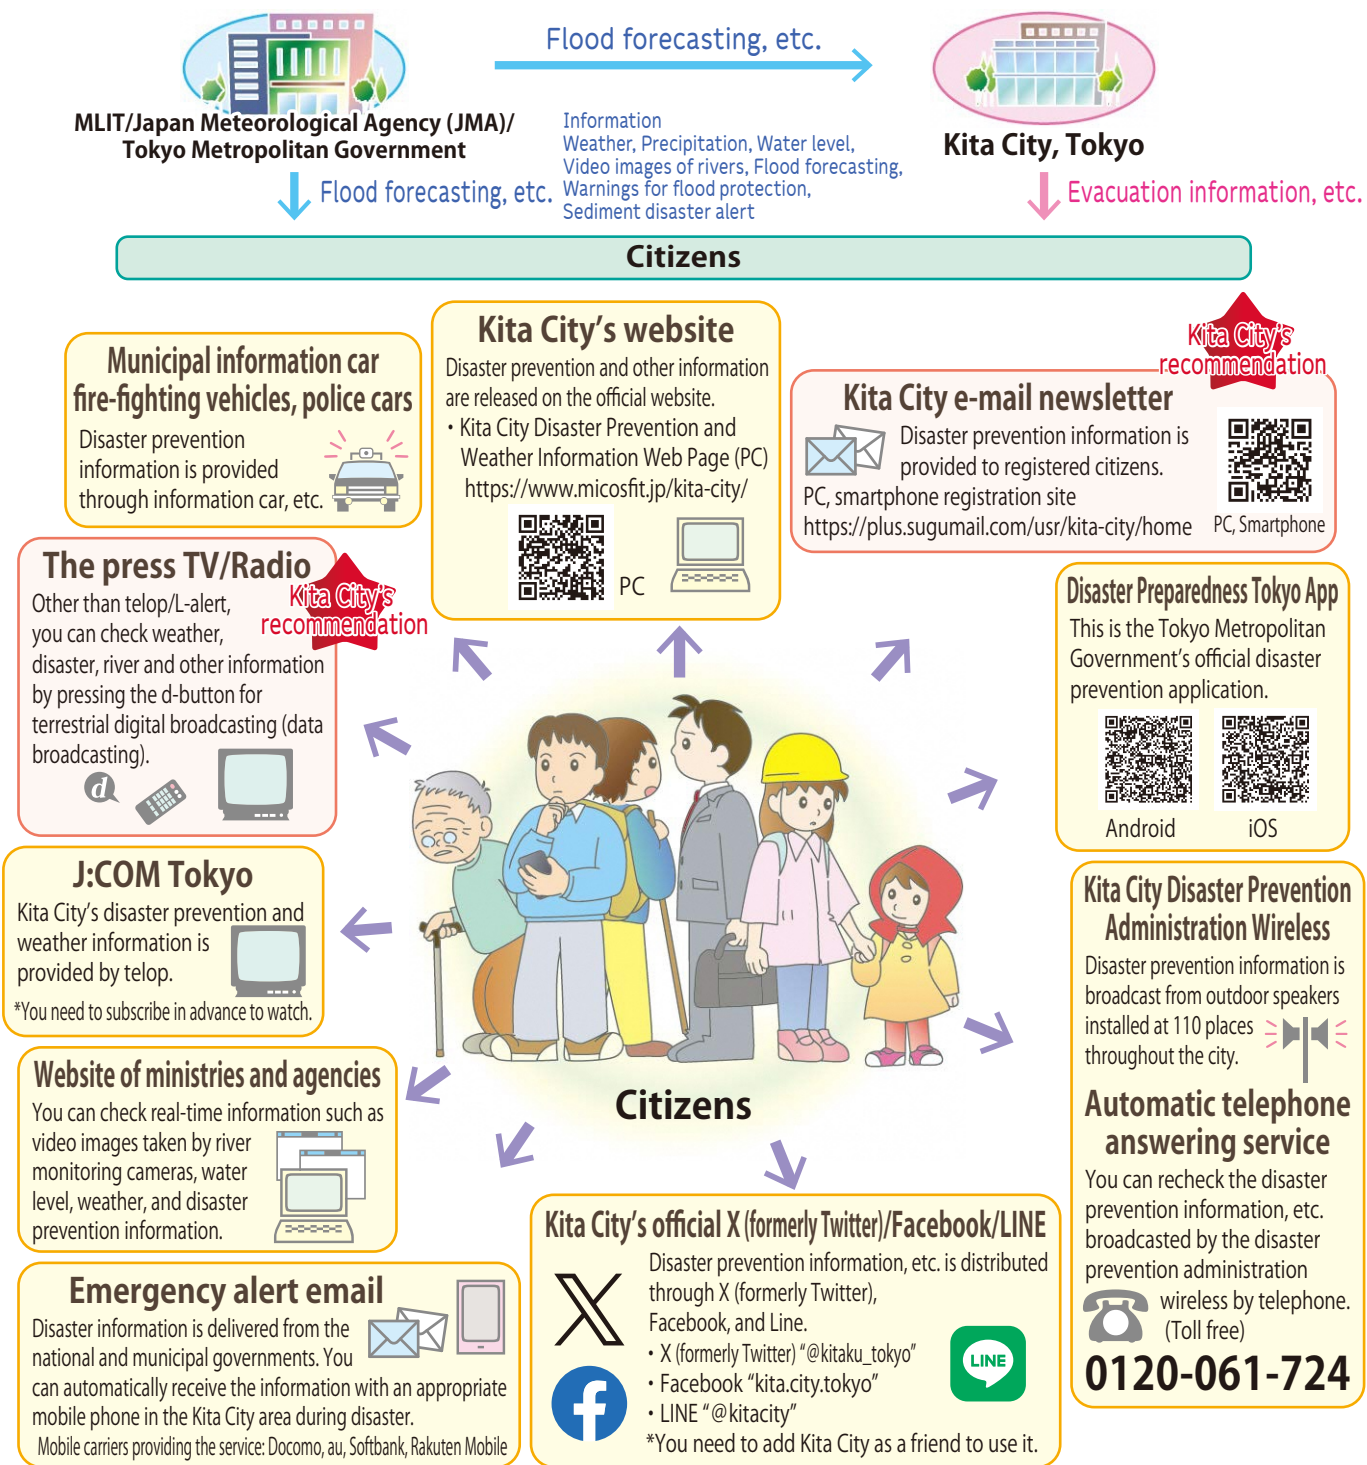 Flood forecasting, etc.
MLIT/Japan Meteorological Agency (JMA)/
Tokyo Metropolitan Government
Information
Weather, Precipitation, Water level,
Video images of rivers, Flood forecasting,
Warnings for flood protection,
Sediment disaster alert
Kita City, Tokyo
Flood forecasting, etc.
Evacuation information, etc.
Citizens
Municipal information car
fire-fighting vehicles, police cars
Disaster prevention
information is provided
through information car, etc.
Kita City's website
Disaster prevention and other information
are released on the official website.
・Kita City Disaster Prevention and
Weather Information Web Page (PC)
https://www.micosfit.jp/kita-city/
PC
Kita City's
recommendation
Kita City e-mail newsletter
Disaster prevention information is
provided to registered citizens.
PC, smartphone registration site
https://plus.sugumail.com/usr/kita-city/home
PC, Smartphone
The press TV/Radio
Kita City's
recommendation
Other than telop/L-alert,
you can check weather,
disaster, river and other information
by pressing the d-button for
terrestrial digital broadcasting (data
broadcasting).
d
Disaster Preparedness Tokyo App
This is the Tokyo Metropolitan
Government's official disaster
prevention application.
Android
iOS
J:COM Tokyo
Kita City's disaster prevention and
weather information is
provided by telop.
*You need to subscribe in advance to watch.
Kita City Disaster Prevention
Administration Wireless
Disaster prevention information is
broadcast from outdoor speakers
installed at 110 places
throughout the city.
Automatic telephone
answering service
You can recheck the disaster
prevention information, etc.
broadcasted by the disaster
prevention administration
wireless by telephone.
(Toll free)
0120-061-724
Website of ministries and agencies
You can check real-time information such as
video images taken by river
monitoring cameras, water
level, weather, and disaster
prevention information.
Citizens
Emergency alert email
Disaster information is delivered from the
national and municipal governments. You
can automatically receive the information with an appropriate
mobile phone in the Kita City area during disaster.
Mobile carriers providing the service: Docomo, au, Softbank, Rakuten Mobile
Kita City's official X (formerly Twitter)/Facebook/LINE
Disaster prevention information, etc. is distributed
through X (formerly Twitter),
Facebook, and Line.
・X (formerly Twitter) "@kitaku_tokyo"
・Facebook "kita.city.tokyo"
・LINE "@kitacity"
*You need to add Kita City as a friend to use it.
LINE